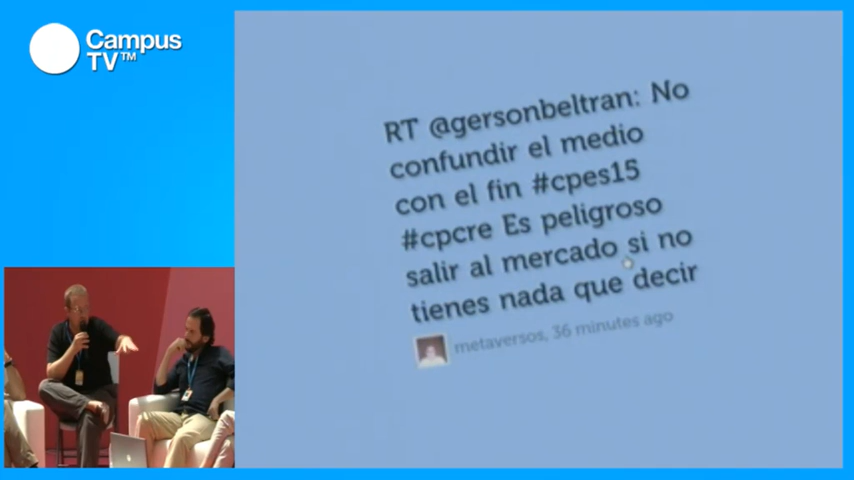 Campus
TV™
RT @gersonbeltran: No
confundir el medio
con el fin #cpes15
#cpcre Es peligroso
salir al mercado si no
tienes nada que decir
metaversos, 36 minutes ago